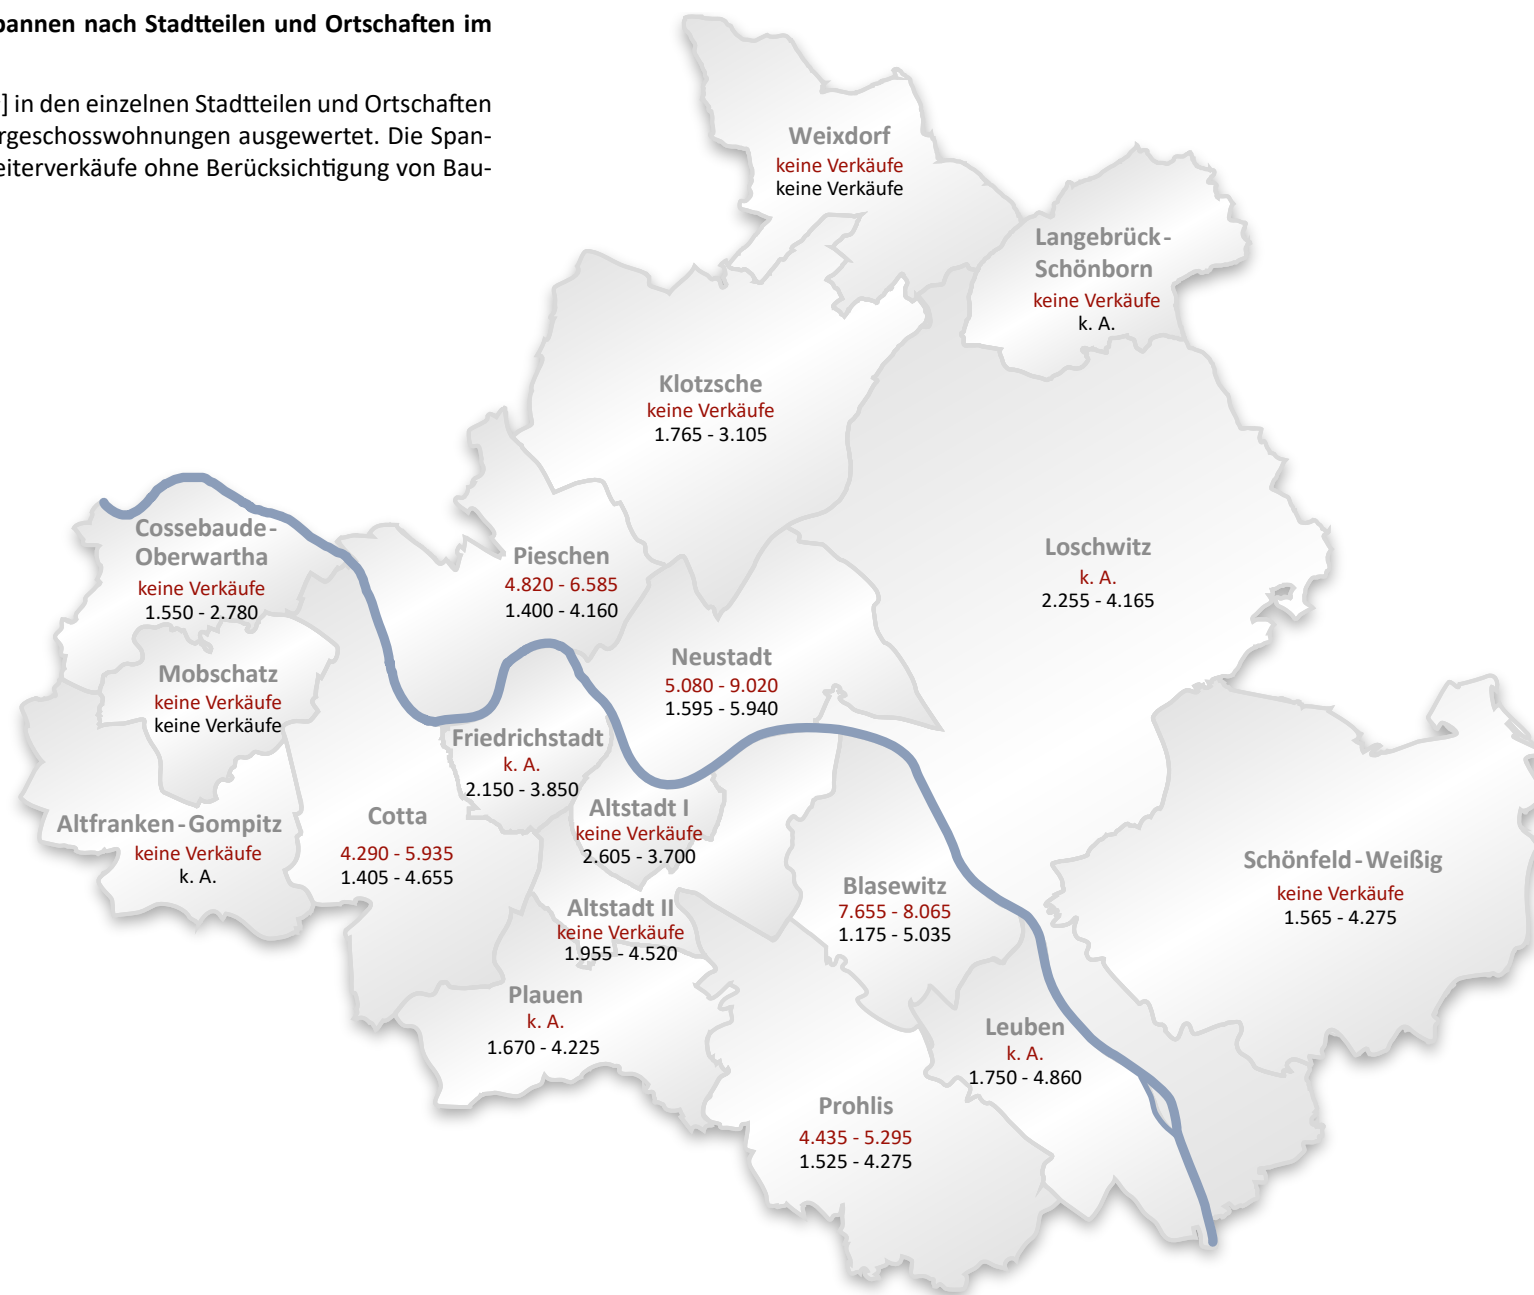 pannen nach Stadtteilen und Ortschaften im
] in den einzelnen Stadtteilen und Ortschaften
rgeschosswohnungen ausgewertet. Die Span-
eiterverkäufe ohne Berücksichtigung von Bau-
Weixdorf
keine Verkäufe
keine Verkäufe
Langebrück-
Schönborn
keine Verkäufe
k. A.
Klotzsche
keine Verkäufe
1.765 - 3.105
Cossebaude-
Oberwartha
keine Verkäufe
1.550 - 2.780
Pieschen
4.820 - 6.585
1.400 - 4.160
Loschwitz
k. A.
2.255 - 4.165
Mobschatz
keine Verkäufe
keine Verkäufe
Neustadt
5.080 - 9.020
1.595 - 5.940
Friedrichstadt
k. A.
2.150 - 3.850
Altfranken-Gompitz
keine Verkäufe
k. A.
Cotta
4.290 - 5.935
1.405 - 4.655
Altstadt I
keine Verkäufe
2.605 - 3.700
Schönfeld-Weißig
keine Verkäufe
1.565 - 4.275
Blasewitz
7.655 - 8.065
1.175 - 5.035
Altstadt II
keine Verkäufe
1.955 - 4.520
Plauen
k. A.
1.670 - 4.225
Leuben
k. A.
1.750 - 4.860
Prohlis
4.435 - 5.295
1.525 - 4.275